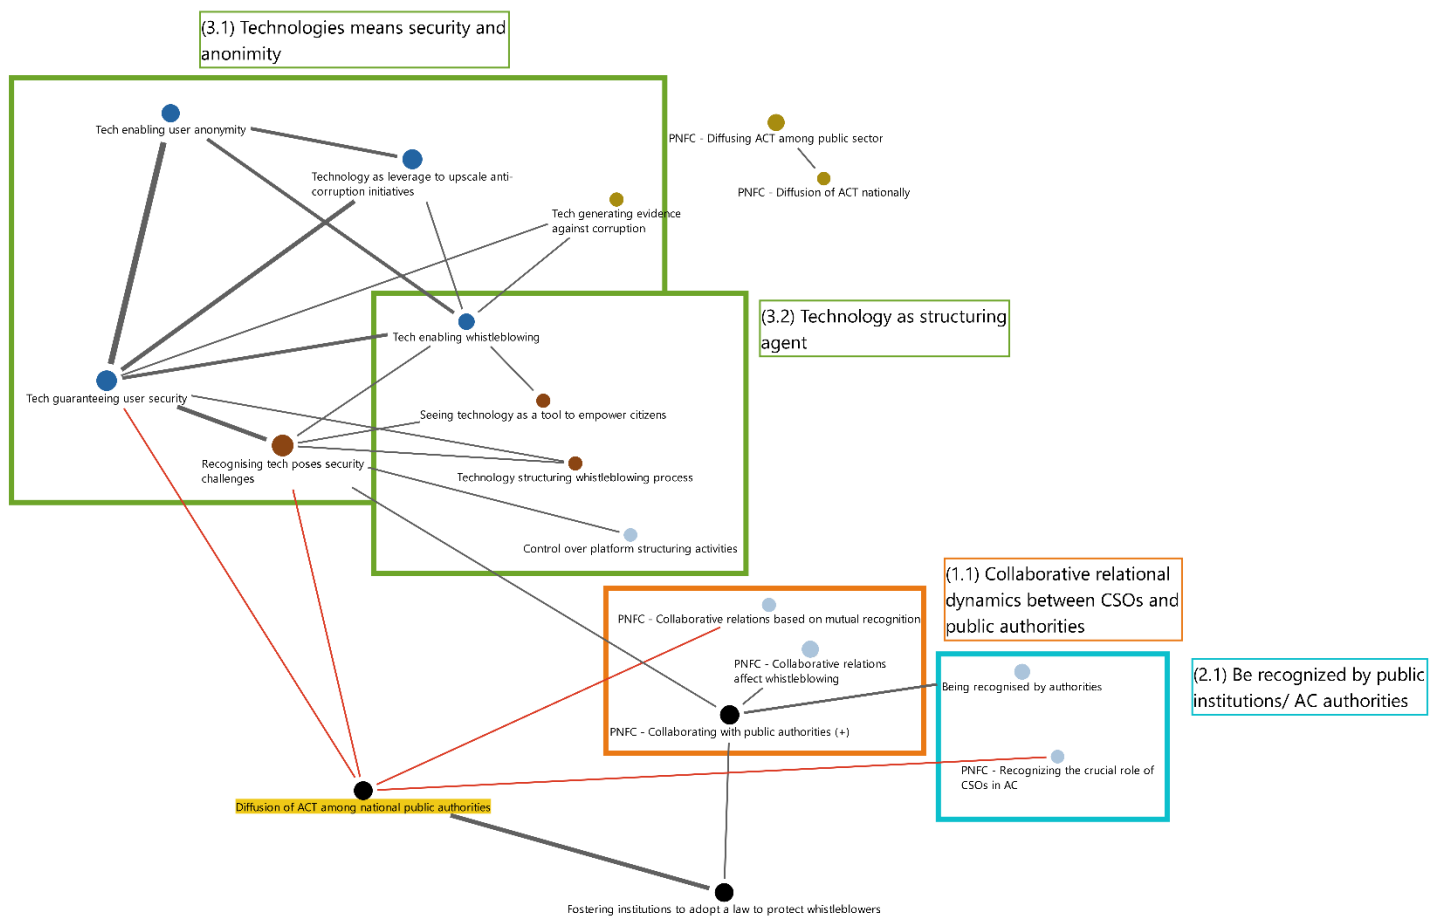 (3.1) Technologies means security and
anonimity
Tech enabling user anonymity
PNFC - Diffusing ACT among public sector
Technology as leverage to upscale anti-
corruption initiatives
PNFC - Diffusion of ACT nationally
Tech generating evidence
against corruption
(3.2) Technology as structuring
agent
Tech enabling whistleblowing
Tech guaranteeing user security
Seeing technology as a tool to empower citizens
Recognising tech poses security
challenges
Technology structuring whistleblowing process
Control over platform structuring activities
(1.1) Collaborative relational
dynamics between CSOs and
public authorities
PNFC - Collaborative relations based on mutual recognition
PNFC - Collaborative relations
affect whistleblowing
(2.1) Be recognized by public
institutions/ AC authorities
Being recognised by authorities
PNFC - Collaborating with public authorities (+)
PNFC - Recognizing the crucial role of
CSOs in AC
Diffusion of ACT among national public authorities
Fostering institutions to adopt a law to protect whistleblowers